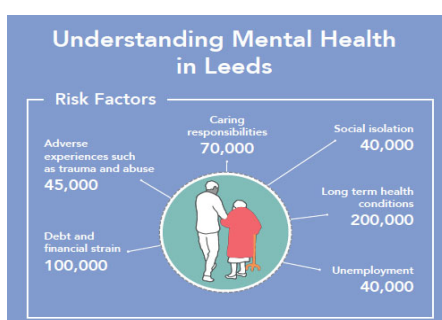 Understanding Mental Health
in Leeds
Risk Factors
Caring
responsibilities
70,000
Social isolation
40,000
Adverse
experiences such
as trauma and abuse
45,000
Long term health
conditions
200,000
Debt and
financial strain
100,000
Unemployment
40,000